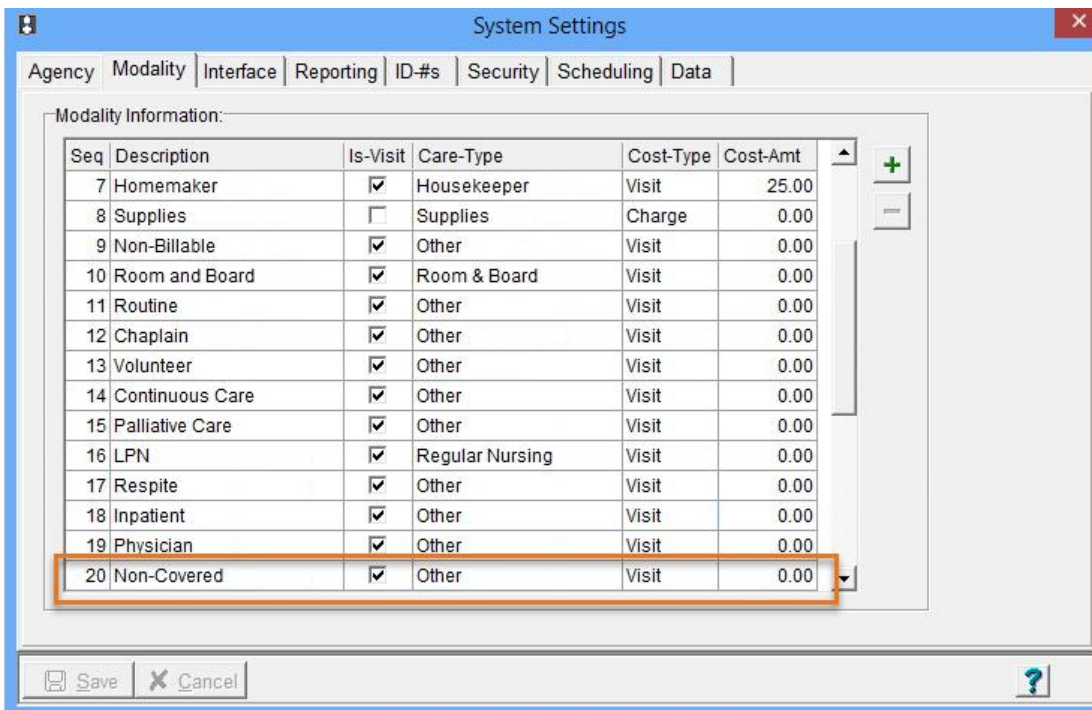 System Settings
Agency Modality Interface Reporting ID-#s Security Scheduling Data
Modality Information:
Seq Description Is-Visit Care-Type Cost-Type Cost-Amt
7 Homemaker Housekeeper Visit 25.00
8 Supplies Supplies Charge 0.00
9 Non-Billable Other Visit 0.00
10 Room and Board Room & Board Visit 0.00
11 Routine Other Visit 0.00
12 Chaplain Other Visit 0.00
13 Volunteer Other Visit 0.00
14 Continuous Care Other Visit 0.00
15 Palliative Care Other Visit 0.00
16 LPN Regular Nursing Visit 0.00
17 Respite Other Visit 0.00
18 Inpatient Other Visit 0.00
19 Physician Other Visit 0.00
20 Non-Covered Other Visit 0.00
Save Cancel ?